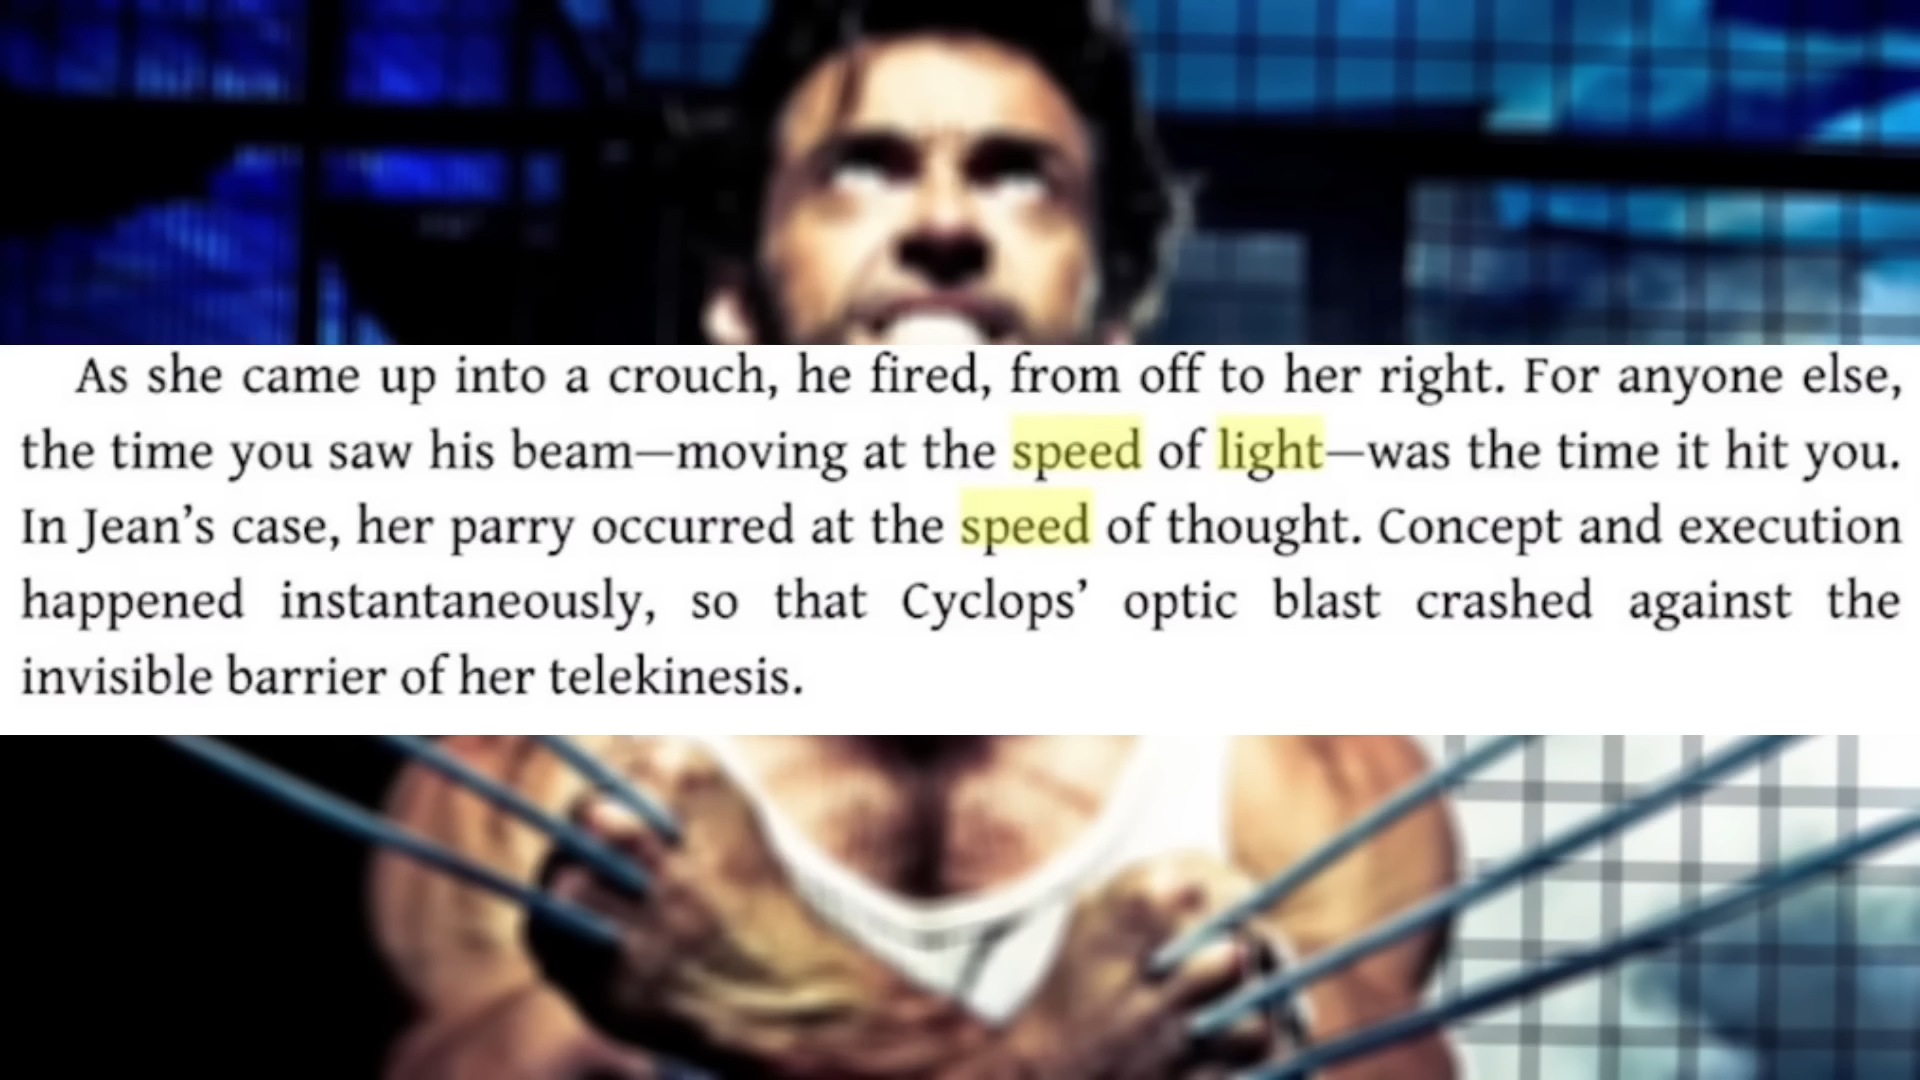 As she came up into a crouch, he fired, from off to her right. For anyone else,
the time you saw his beam—moving at the speed of light—was the time it hit you.
In Jean’s case, her parry occurred at the speed of thought. Concept and execution
happened instantaneously, so that Cyclops’ optic blast crashed against the
invisible barrier of her telekinesis.